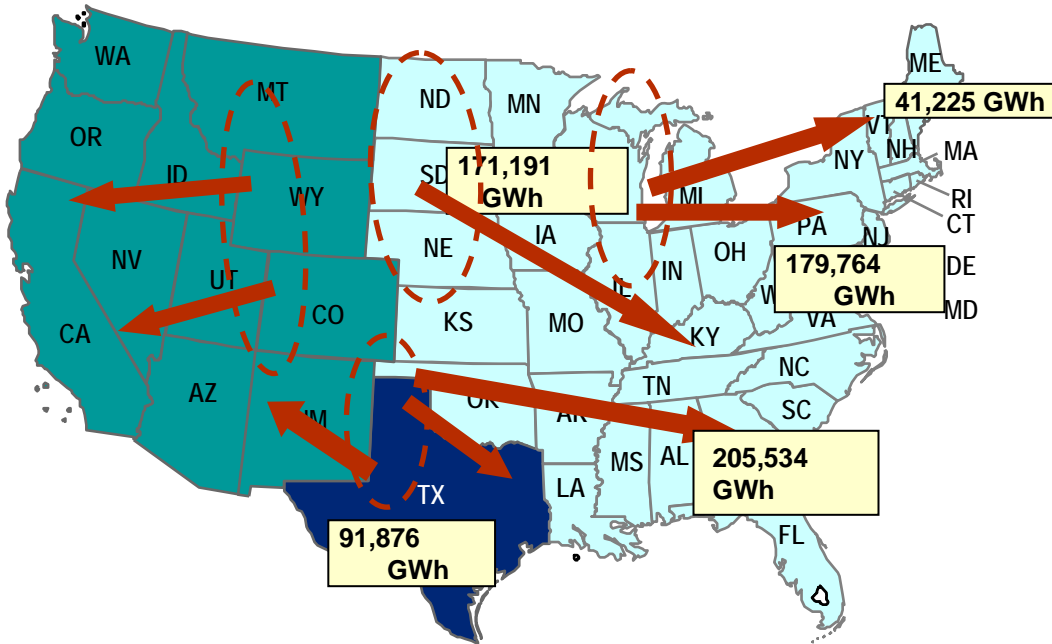 WA
ME
MT
ND
MN
41,225 GWh
VT
OR
NH
MA
NY
171,191
GWh
SD
ID
MI
WY
RI
CT
PA
NE
IA
NJ
NV
OH
UT
IL
IN
179,764
GWh
DE
CO
MD
CA
KS
MO
KY
VA
TN
NC
AZ
OK
AR
SC
MS
AL
205,534
GWh
LA
TX
91,876
GWh
FL